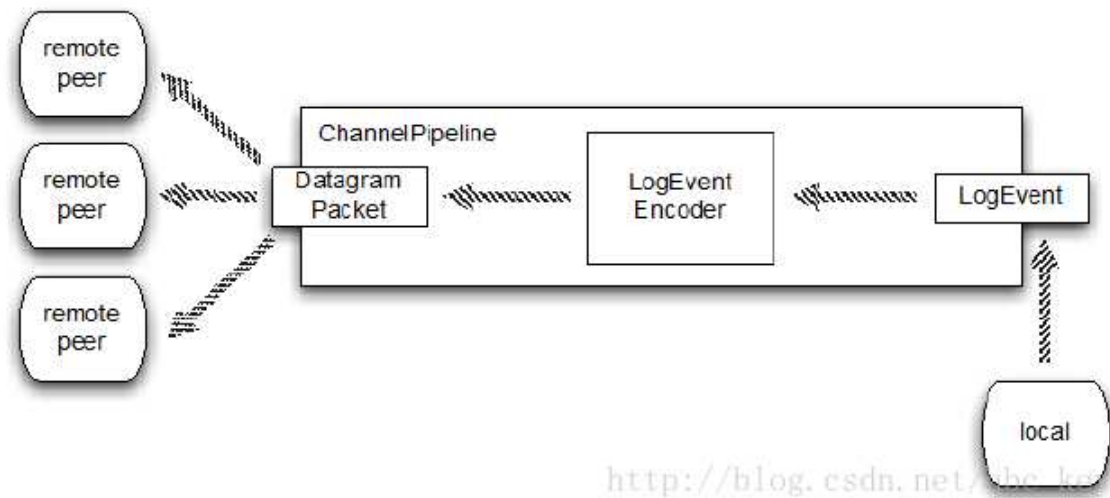 remote
peer
ChannelPipeline
remote
peer
Datagram
Packet
LogEvent
Encoder
LogEvent
remote
peer
local
http://blog.csdn.net/